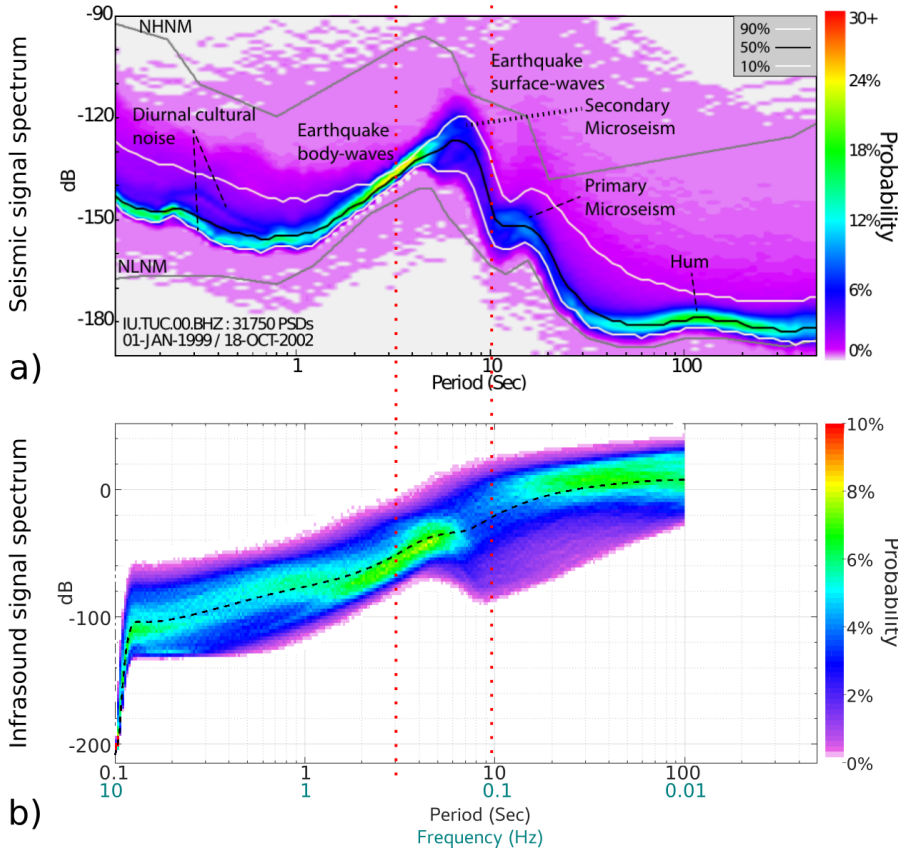 -90
-120
-150
-180
dB
Seismic signal spectrum
a)
NHNM
Diurnal cultural
noise
Earthquake
body-waves
Earthquake
surface-waves
Secondary
Microseism
Primary
Microseism
Hum
NLNM
IU.TUC.00.BHZ : 31750 PSDs
01-JAN-1999 / 18-OCT-2002
90%
50%
10%
1
10
100
Period (Sec)
30+
24%
18%
12%
6%
0%
Probability
0
-100
-200
dB
Infrasound signal spectrum
b)
0.1
1
10
100
10
1
0.1
0.01
Period (Sec)
Frequency (Hz)
10%
8%
6%
4%
2%
0%
Probability